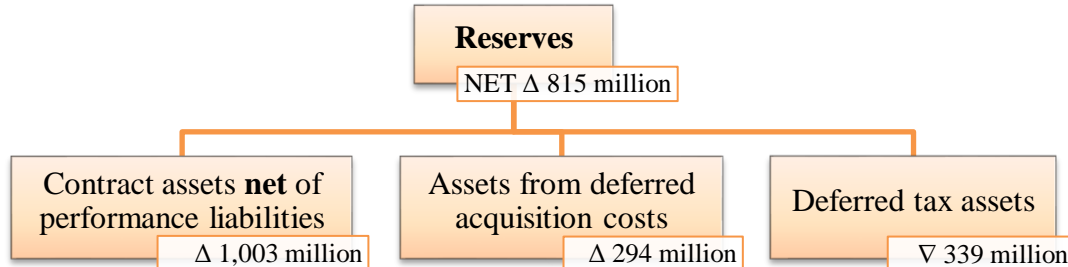 Reserves
NET Δ 815 million
Contract assets net of
performance liabilities
Δ 1,003 million
Assets from deferred
acquisition costs
Δ 294 million
Deferred tax assets
∇ 339 million